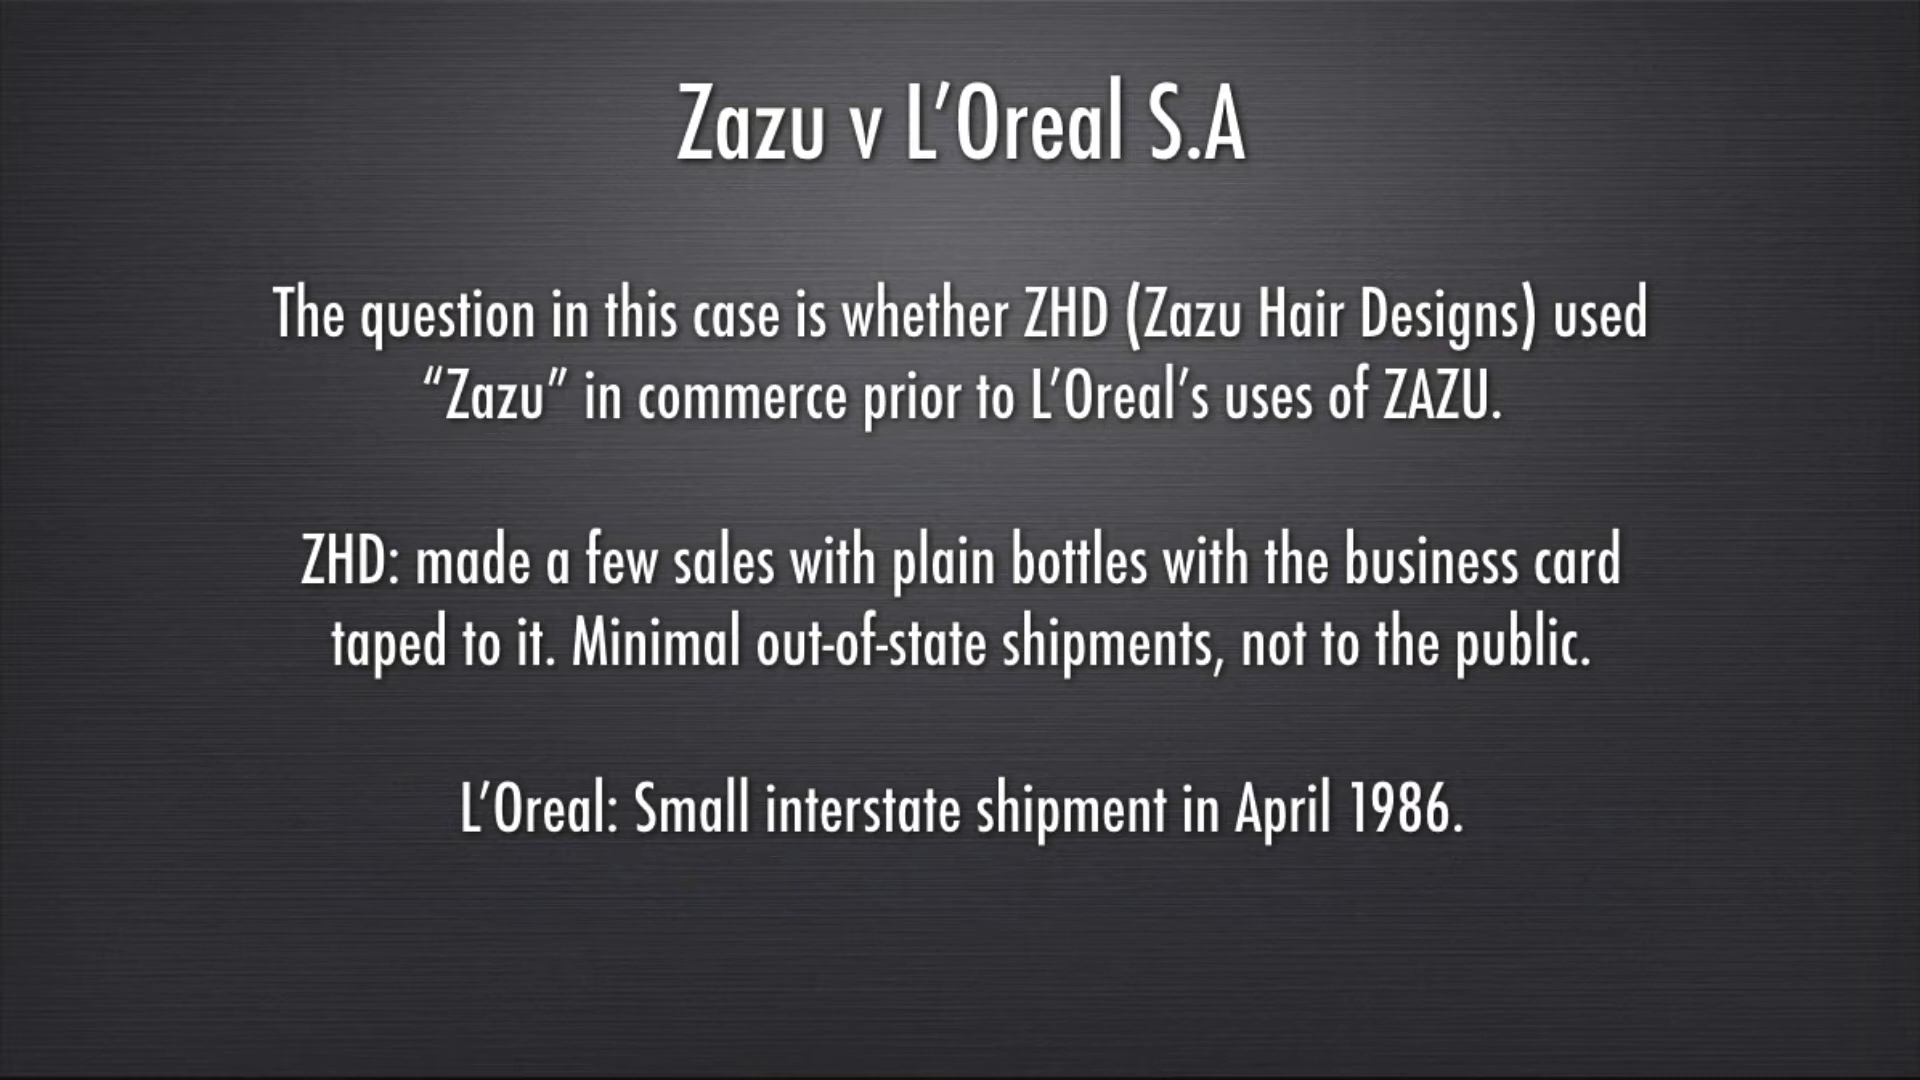 Zazu v L’Oreal S.A
The question in this case is whether ZHD (Zazu Hair Designs) used
“Zazu” in commerce prior to L’Oreal’s uses of ZAZU.
ZHD: made a few sales with plain bottles with the business card
taped to it. Minimal out-of-state shipments, not to the public.
L’Oreal: Small interstate shipment in April 1986.